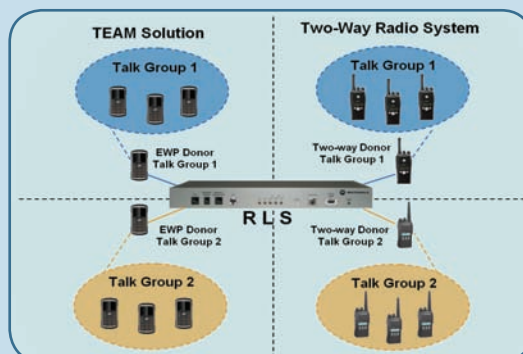 TEAM Solution
Two-Way Radio System
Talk Group 1
Talk Group 1
EWP Donor
Talk Group 1
Two-way Donor
Talk Group 1
RLS
EWP Donor
Talk Group 2
Two-way Donor
Talk Group 2
Talk Group 2
Talk Group 2